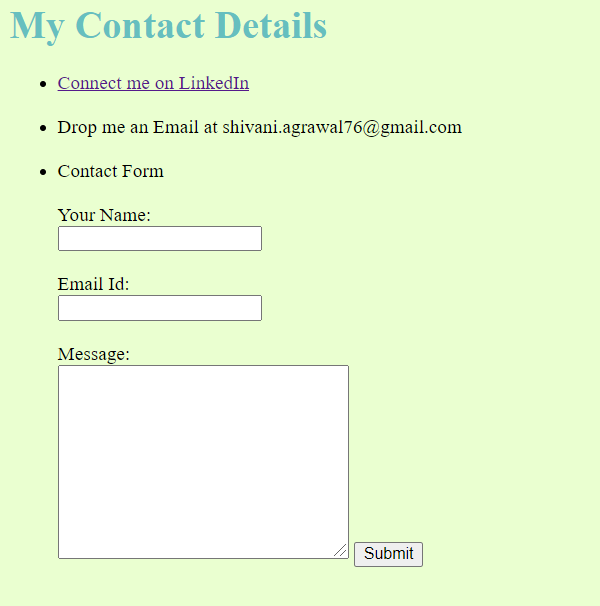 My Contact Details
Connect me on LinkedIn
Drop me an Email at shivani.agrawal76@gmail.com
Contact Form
Your Name:
Email Id:
Message:
Submit